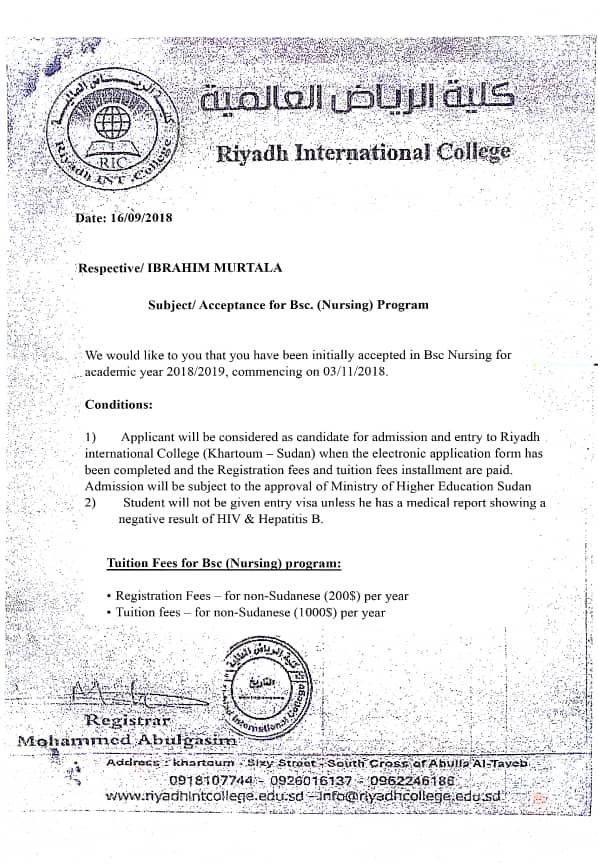 كلية الرياض العالمية
Riyadh International College
كلية الرياض العالمية
RIC
Riyadh INT. College
Date: 16/09/2018
Respective/ IBRAHIM MURTALA
Subject/ Acceptance for Bsc. (Nursing) Program
We would like to you that you have been initially accepted in Bsc Nursing for
academic year 2018/2019, commencing on 03/11/2018.
Conditions:
1) Applicant will be considered as candidate for admission and entry to Riyadh
international College (Khartoum – Sudan) when the electronic application form has
been completed and the Registration fees and tuition fees installment are paid.
Admission will be subject to the approval of Ministry of Higher Education Sudan
2) Student will not be given entry visa unless he has a medical report showing a
negative result of HIV & Hepatitis B.
Tuition Fees for Bsc (Nursing) program:
• Registration Fees – for non-Sudanese (200$) per year
• Tuition fees – for non-Sudanese (1000$) per year
كلية الرياض العالمية
التاريخ
International College
Registrar
Mohammed Abulgasim
Address : khartoum - Sixy Street - South Cross of Abulla Al-Tayeb
0918107744 - 0926016137 - 0962246186
www.riyadhintcollege.edu.sd - Info@riyadhcollege.edu.sd